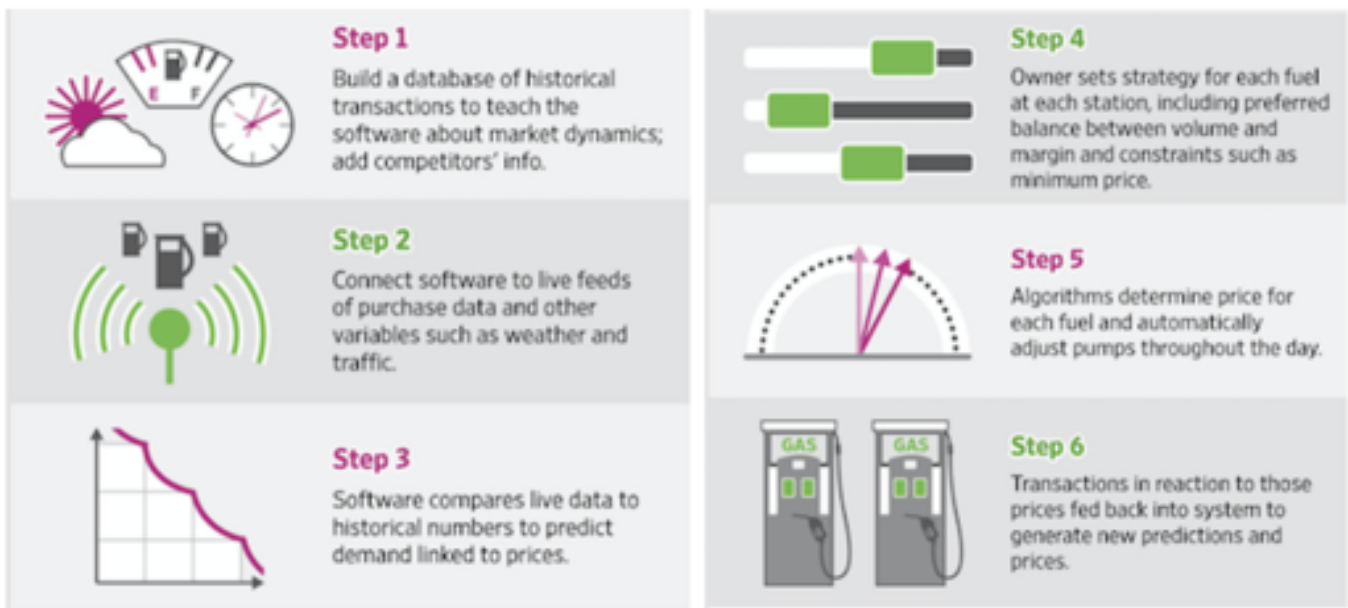 Step 1
Build a database of historical
transactions to teach the
software about market dynamics;
add competitors' info.
E F
Step 2
Connect software to live feeds
of purchase data and other
variables such as weather and
traffic.
Step 3
Software compares live data to
historical numbers to predict
demand linked to prices.
Step 4
Owner sets strategy for each fuel
at each station, including preferred
balance between volume and
margin and constraints such as
minimum price.
Step 5
Algorithms determine price for
each fuel and automatically
adjust pumps throughout the day.
GAS GAS
Step 6
Transactions in reaction to those
prices fed back into system to
generate new predictions and
prices.